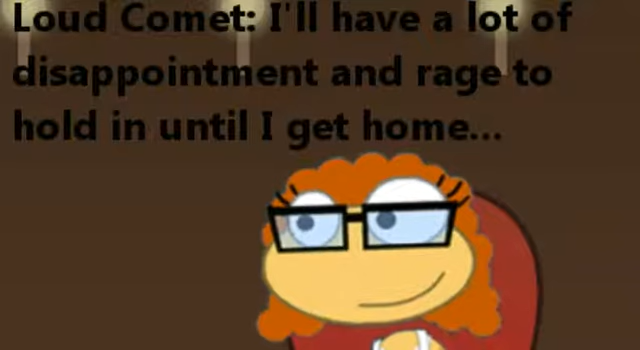 Loud Comet: I'll have a lot of
disappointment and rage to
hold in until I get home...